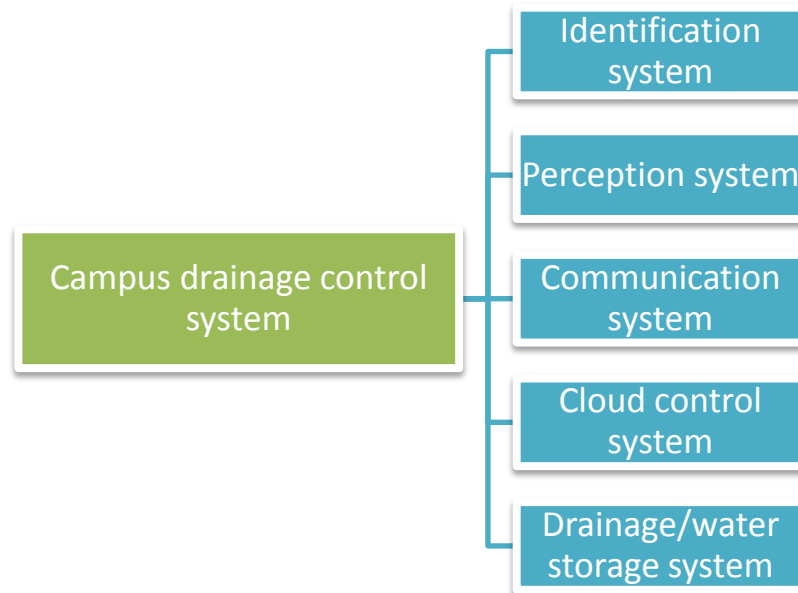 Identification
system
Perception system
Campus drainage control
system
Communication
system
Cloud control
system
Drainage/water
storage system